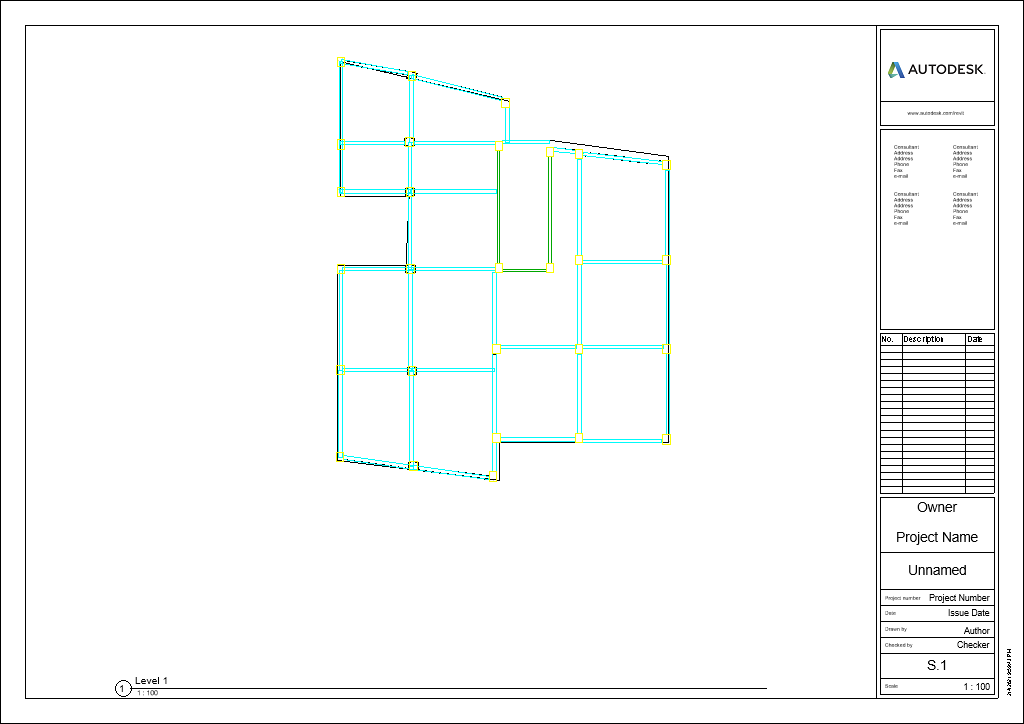 AUTODESK
www.autodesk.com/revit
Consultant Consultant
Address Address
Address Address
Phone Phone
Fax Fax
e-mail e-mail
Consultant Consultant
Address Address
Address Address
Phone Phone
Fax Fax
e-mail e-mail
No. Description Date
Owner
Project Name
Unnamed
Project number Project Number
Date Issue Date
Drawn by Author
Checked by Checker
S.1
Scale 1 : 100
1 Level 1
1 : 100